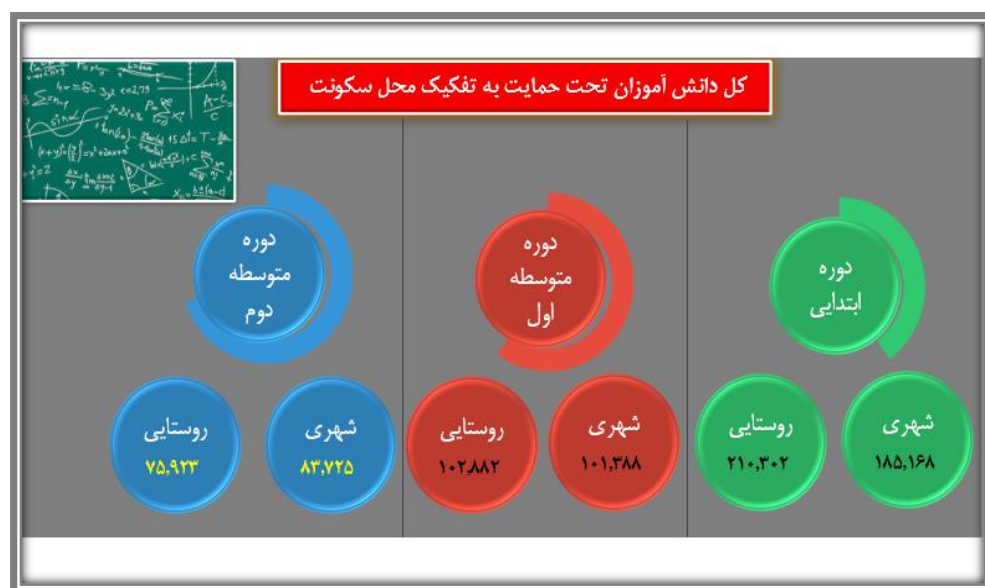 کل دانش آموزان تحت حمایت به تفکیک محل سکونت
دوره
ابتدایی
شهری
۱۸۵,۱۶۸
روستایی
۲۱۰,۳۰۲
دوره
متوسطه
اول
شهری
۱۰۱,۳۸۸
روستایی
۱۰۲,۸۸۲
دوره
متوسطه
دوم
شهری
۸۳,۷۲۵
روستایی
۷۵,۹۲۳